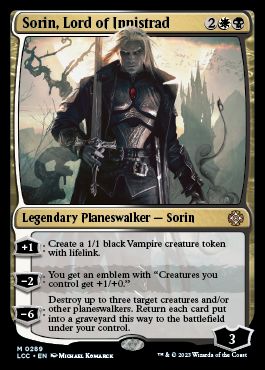 Sorin, Lord of Innistrad 2
Legendary Planeswalker — Sorin
+1 : Create a 1/1 black Vampire creature token
with lifelink.
−2 : You get an emblem with “Creatures you
control get +1/+0.”
−6 : Destroy up to three target creatures and/or
other planeswalkers. Return each card put
into a graveyard this way to the battlefield
under your control.
3
M 0289
LCC • EN Michael Komarck
™ & © 2023 Wizards of the Coast